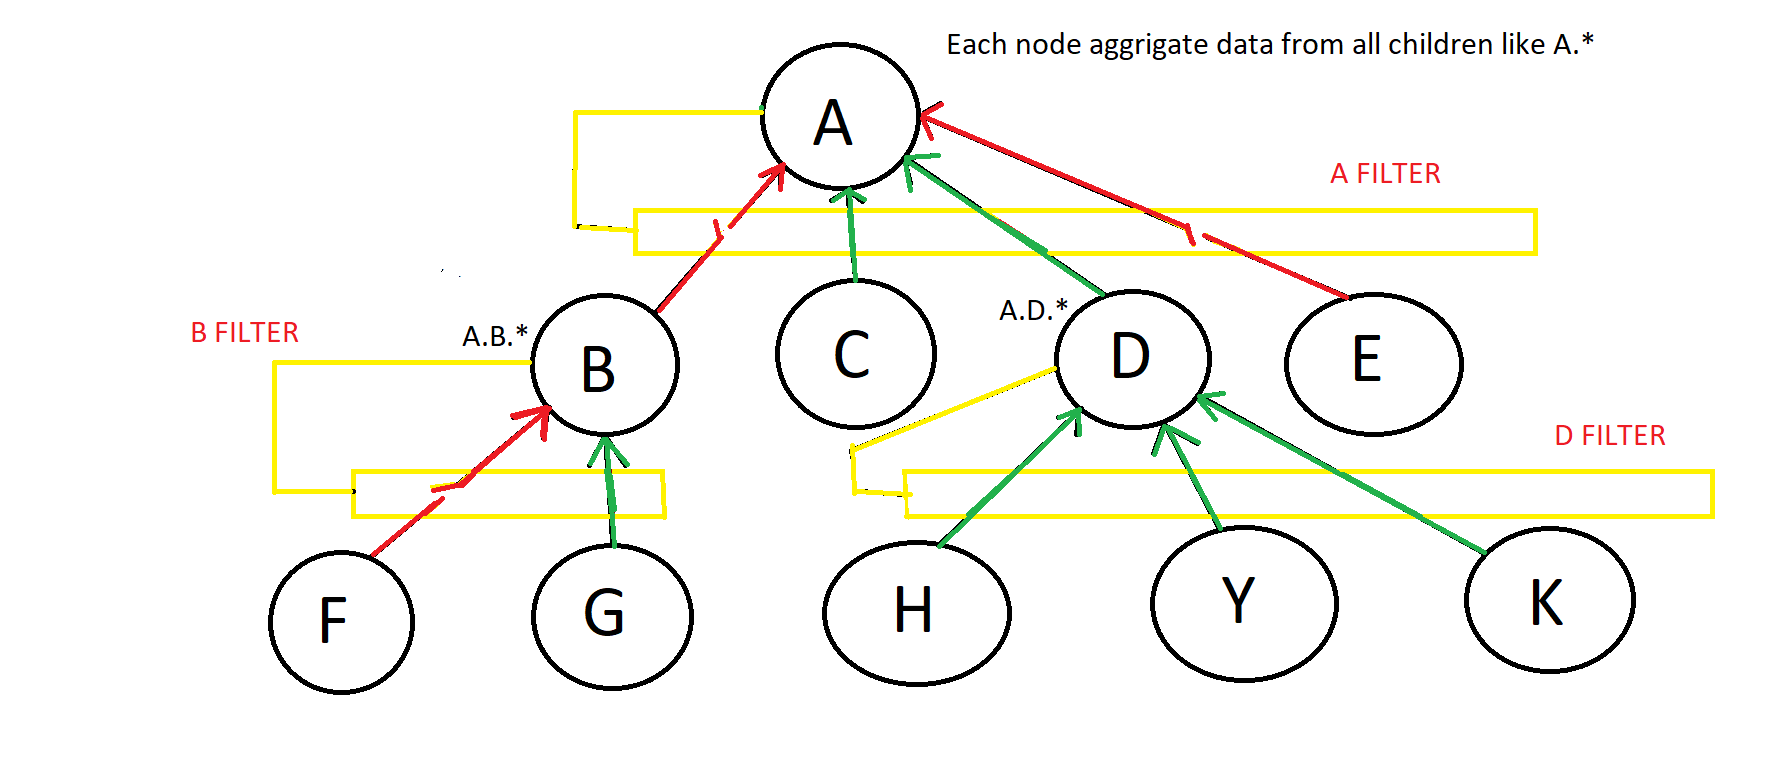 Each node aggrigate data from all children like A.*
A
A FILTER
B FILTER
A.B.*
B
C
A.D.*
D
E
D FILTER
F
G
H
Y
K